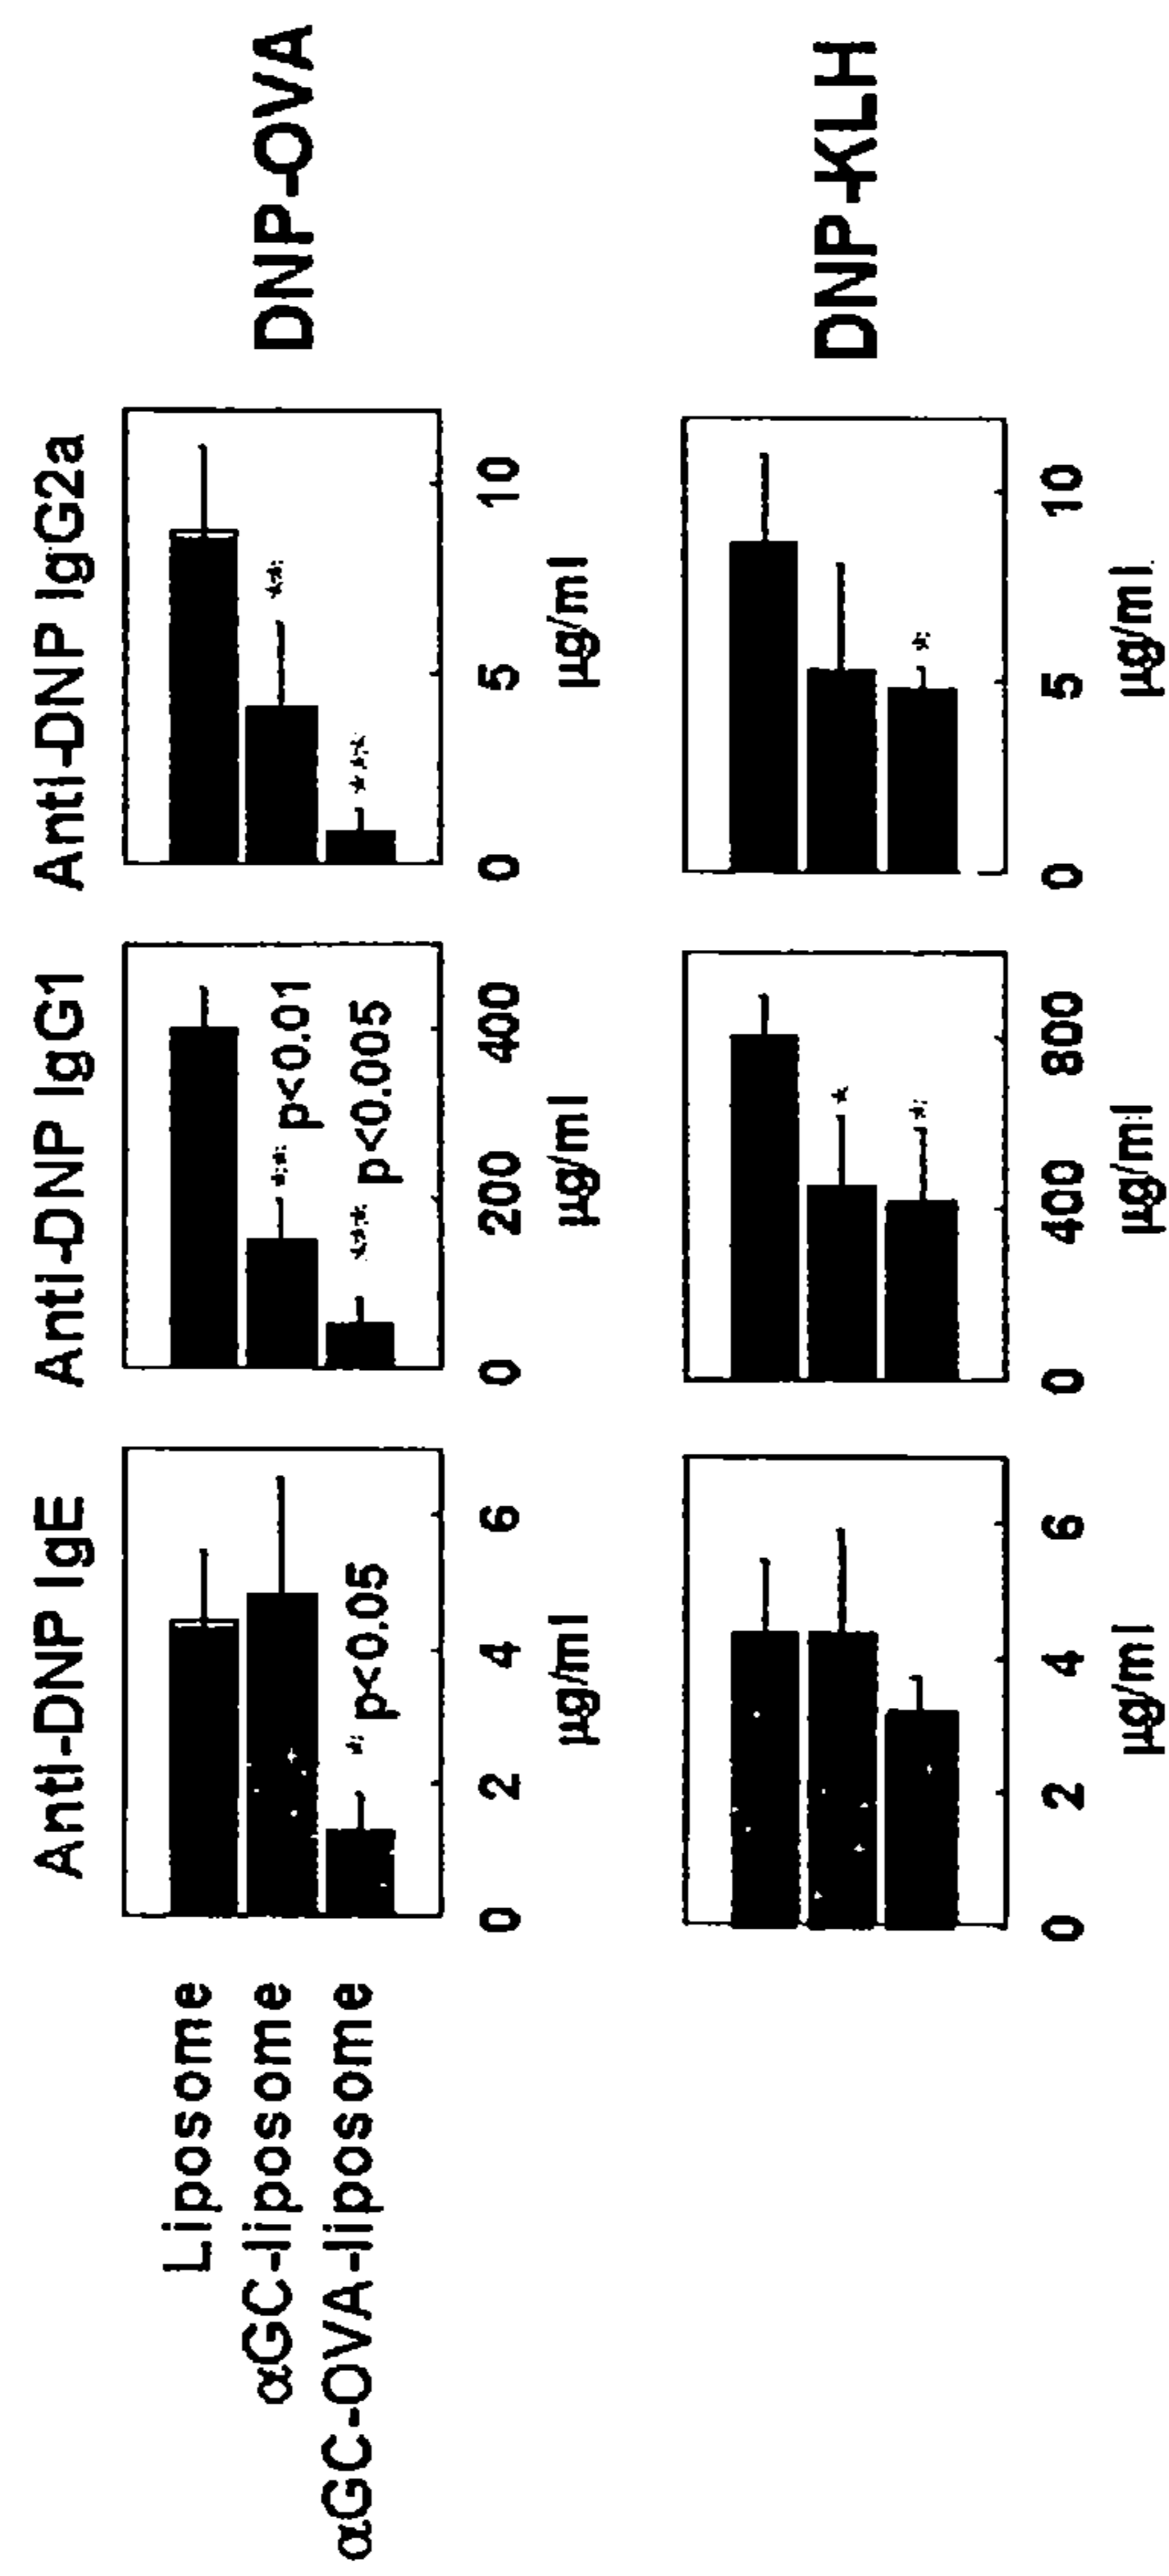 Anti-DNP IgE Anti-DNP IgG1 Anti-DNP IgG2a
Liposome
αGC-liposome ** p<0.01 **
αGC-OVA-liposome * p<0.05 *** p<0.005 ***
DNP-OVA
0 2 4 6 0 200 400 0 5 10
μg/ml μg/ml μg/ml
*
* *
DNP-KLH
0 2 4 6 0 400 800 0 5 10
μg/ml μg/ml μg/ml